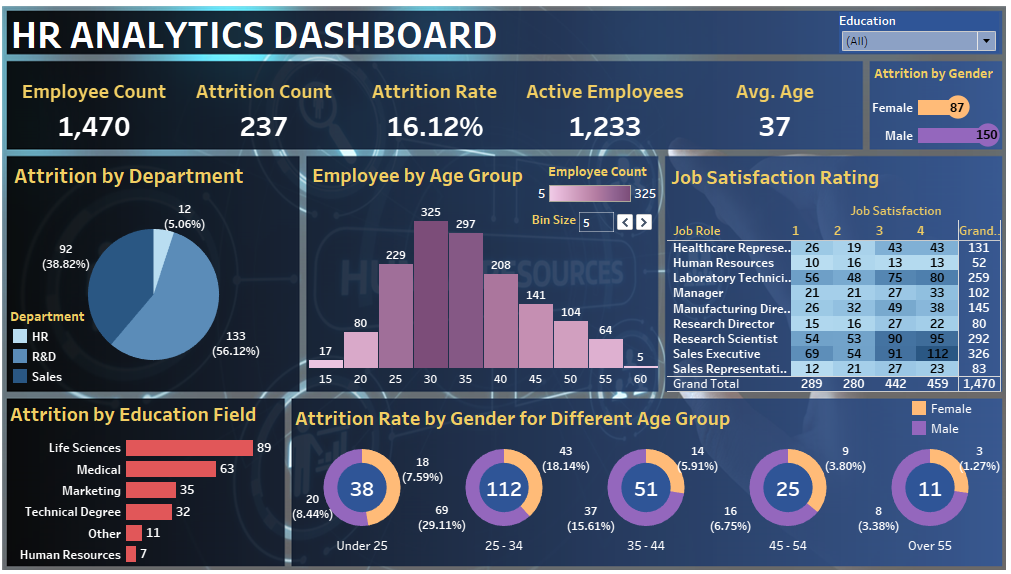 HR ANALYTICS DASHBOARD
Education
(All)
Employee Count
1,470
Attrition Count
237
Attrition Rate
16.12%
Active Employees
1,233
Avg. Age
37
Attrition by Gender
Female 87
Male 150
Attrition by Department
12
(5.06%)
92
(38.82%)
133
(56.12%)
Department
HR
R&D
Sales
Employee by Age Group
Employee Count
5 325
Bin Size 5
17 80 229 325 297 208 141 104 64 5
15 20 25 30 35 40 45 50 55 60
Job Satisfaction Rating
Job Satisfaction
Job Role 1 2 3 4 Grand..
Healthcare Represe.. 26 19 43 43 131
Human Resources 10 16 13 13 52
Laboratory Technici.. 56 48 75 80 259
Manager 21 21 27 33 102
Manufacturing Dire.. 26 32 49 38 145
Research Director 15 16 27 22 80
Research Scientist 54 53 90 95 292
Sales Executive 69 54 91 112 326
Sales Representati.. 12 21 27 23 83
Grand Total 289 280 442 459 1,470
Attrition by Education Field
Life Sciences 89
Medical 63
Marketing 35
Technical Degree 32
Other 11
Human Resources 7
Attrition Rate by Gender for Different Age Group
Female
Male
38
18
(7.59%)
20
(8.44%)
Under 25
112
43
(18.14%)
69
(29.11%)
25 - 34
51
14
(5.91%)
37
(15.61%)
35 - 44
25
9
(3.80%)
16
(6.75%)
45 - 54
11
3
(1.27%)
8
(3.38%)
Over 55